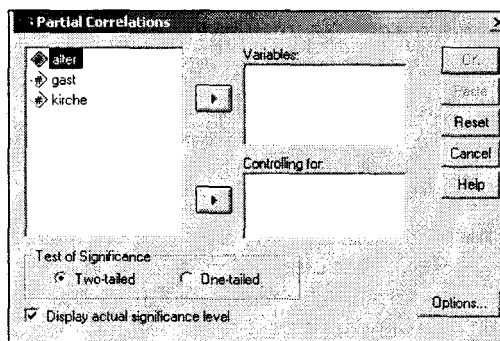 Partial Correlations
alter
gast
kirche
Variables:
Controlling for:
Paste
Reset
Cancel
Help
Test of Significance
Two-tailed
One-tailed
Display actual significance level
Options...